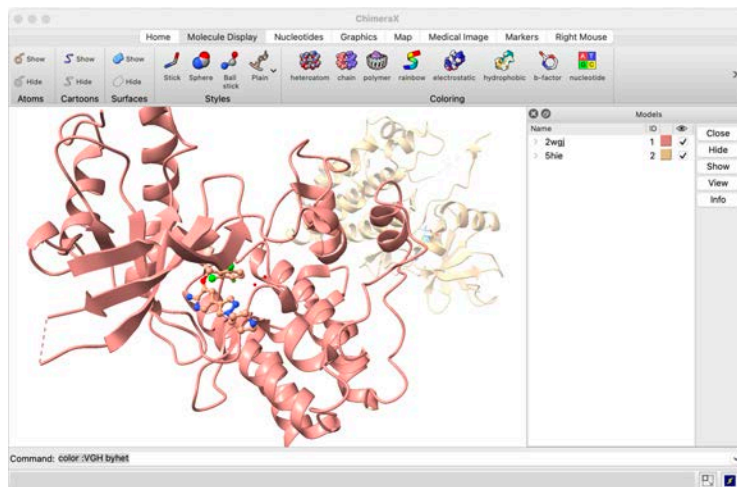 ChimeraX
Home Molecule Display Nucleotides Graphics Map Medical Image Markers Right Mouse
Show Show Show
Hide Hide Hide
Stick Sphere Ball stick Plain heteroatom chain polymer rainbow electrostatic hydrophobic b-factor nucleotide
Atoms Cartoons Surfaces Styles Coloring
Models
Name ID
2wgj 1
5hie 2
Close
Hide
Show
View
Info
Command: color :VGH byhet